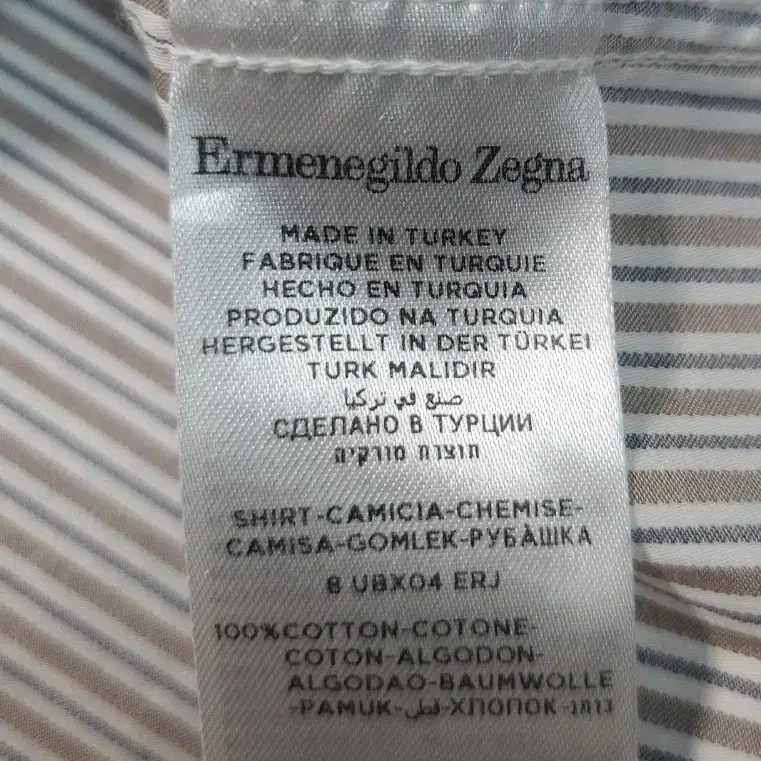 Ermenegildo Zegna
MADE IN TURKEY
FABRIQUE EN TURQUIE
HECHO EN TURQUIA
PRODUZIDO NA TURQUIA
HERGESTELLT IN DER TÜRKEI
TURK MALIDIR
صنع في تركيا
СДЕЛАНО В ТУРЦИИ
תוצרת טורקיה
SHIRT-CAMICIA-CHEMISE-
CAMISA-GOMLEK-РУБÀШКА
8 UBX04 ERJ
100%COTTON-COTONE-
COTON-ALGODON-
ALGODAO-BAUMWOLLE
-PAMUK-قطن-ХЛОПОК-כותנ